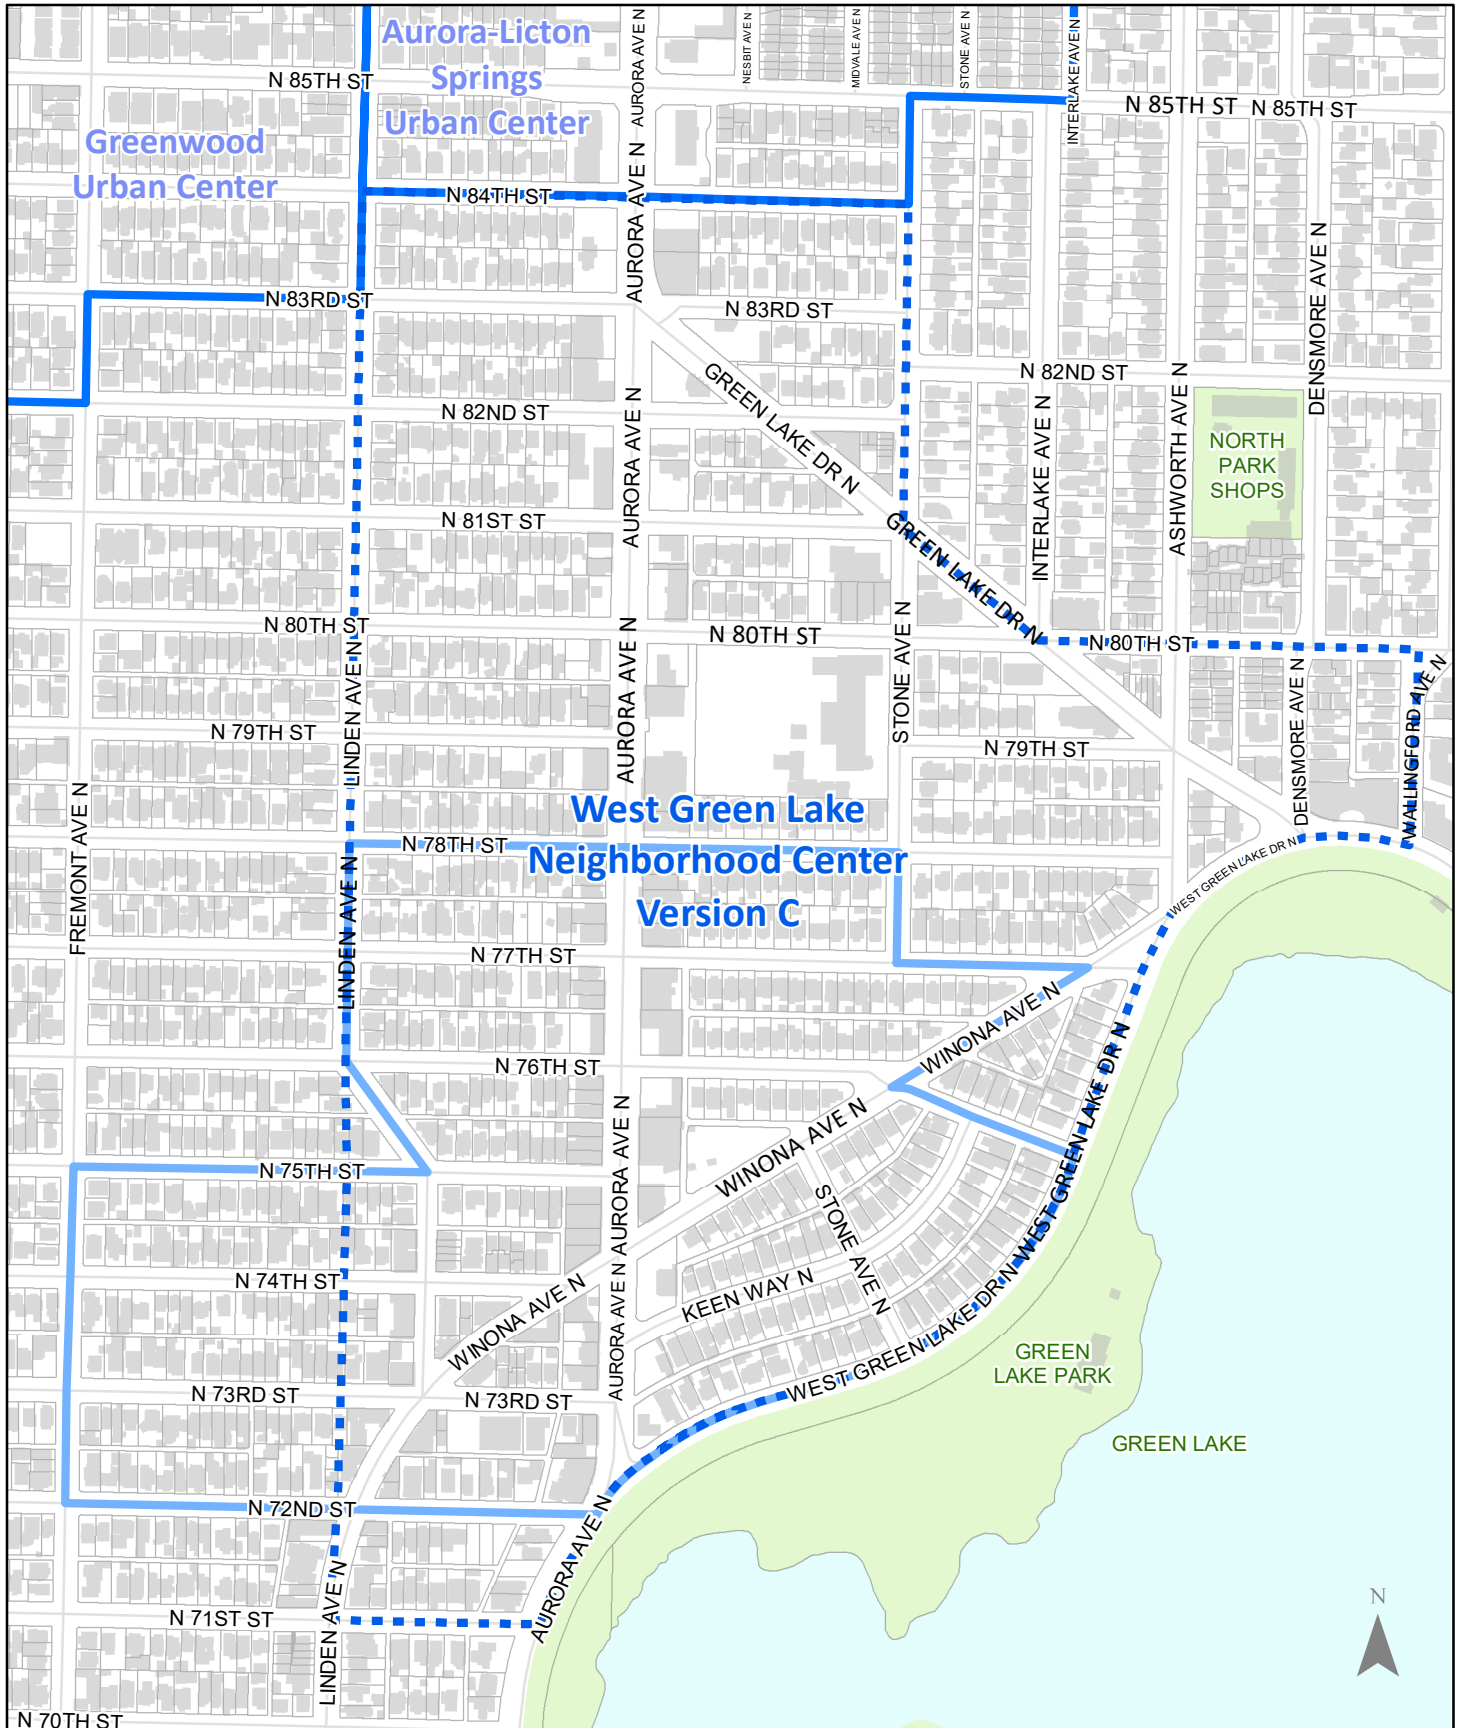 NESBIT AVE N
MIDVALE AVE N
STONE AVE N
INTERLAKE AVE N
AURORA AVE N
AURORA AVE N
Aurora-Licton
Springs
Urban Center
N 85TH ST
N 85TH ST
N 85TH ST
Greenwood
Urban Center
N 84TH ST
AURORA AVE N
DENSMORE AVE N
N 83RD ST
N 83RD ST
GREEN LAKE DR N
N 82ND ST
N 82ND ST
AURORA AVE N
INTERLAKE AVE N
ASHWORTH AVE N
NORTH
PARK
SHOPS
N 81ST ST
GREEN LAKE DR N
N 80TH ST
N 80TH ST
N 80TH ST
LINDEN AVE N
AURORA AVE N
STONE AVE N
DENSMORE AVE N
WALLINGFORD AVE N
N 79TH ST
N 79TH ST
FREMONT AVE N
West Green Lake
Neighborhood Center
Version C
N 78TH ST
LINDEN AVE N
WEST GREEN LAKE DR N
N 77TH ST
WINONA AVE N
N 76TH ST
WEST GREEN LAKE DR N
AURORA AVE N
WINONA AVE N
N 75TH ST
STONE AVE N
N 74TH ST
KEEN WAY N
AURORA AVE N
WINONA AVE N
WEST GREEN LAKE DR N
GREEN
LAKE PARK
N 73RD ST
N 73RD ST
GREEN LAKE
N 72ND ST
AURORA AVE N
LINDEN AVE N
N 71ST ST
N
N 70TH ST